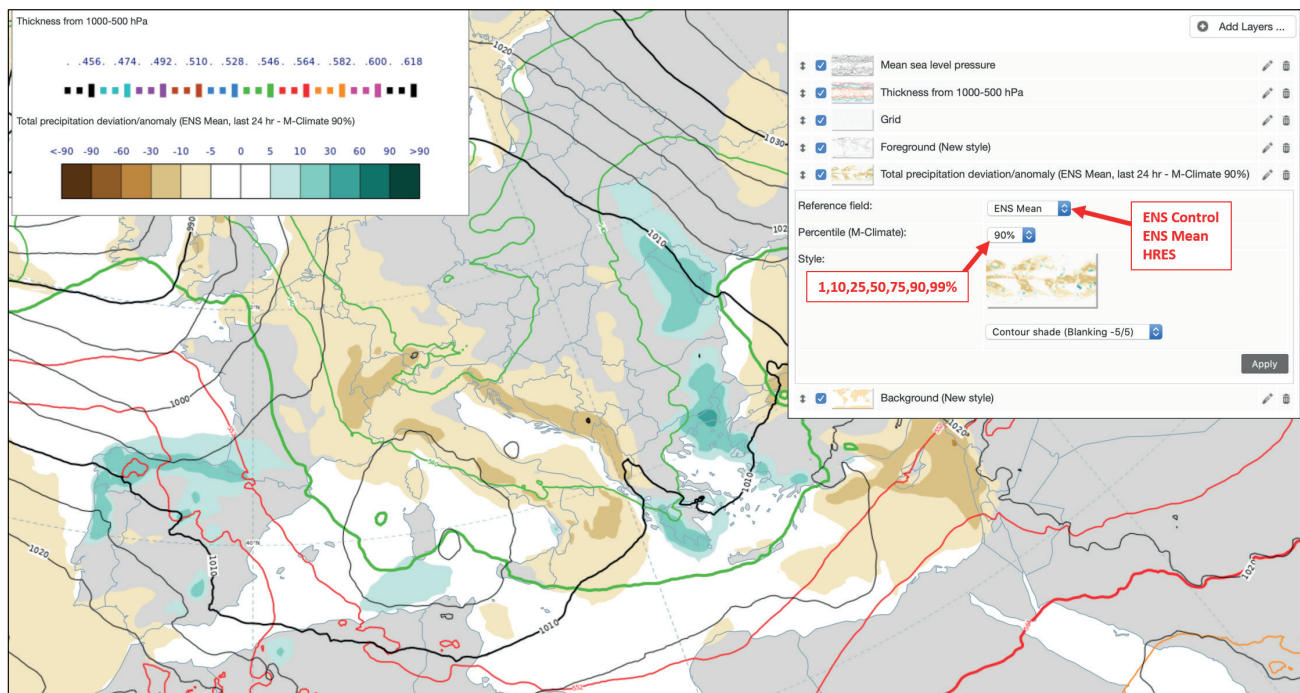 Thickness from 1000-500 hPa
. .456. .474. .492. .510. .528. .546. .564. .582. .600. .618
Total precipitation deviation/anomaly (ENS Mean, last 24 hr - M-Climate 90%)
<-90 -90 -60 -30 -10 -5 0 5 10 30 60 90 >90
Add Layers ...
Mean sea level pressure
Thickness from 1000-500 hPa
Grid
Foreground (New style)
Total precipitation deviation/anomaly (ENS Mean, last 24 hr - M-Climate 90%)
Reference field:
ENS Mean
Percentile (M-Climate):
90%
Style:
Contour shade (Blanking -5/5)
Apply
Background (New style)
ENS Control
ENS Mean
HRES
1,10,25,50,75,90,99%
1020
1030
990
1010
1000
1020
1010
1010
1010
1020
1020
40°N